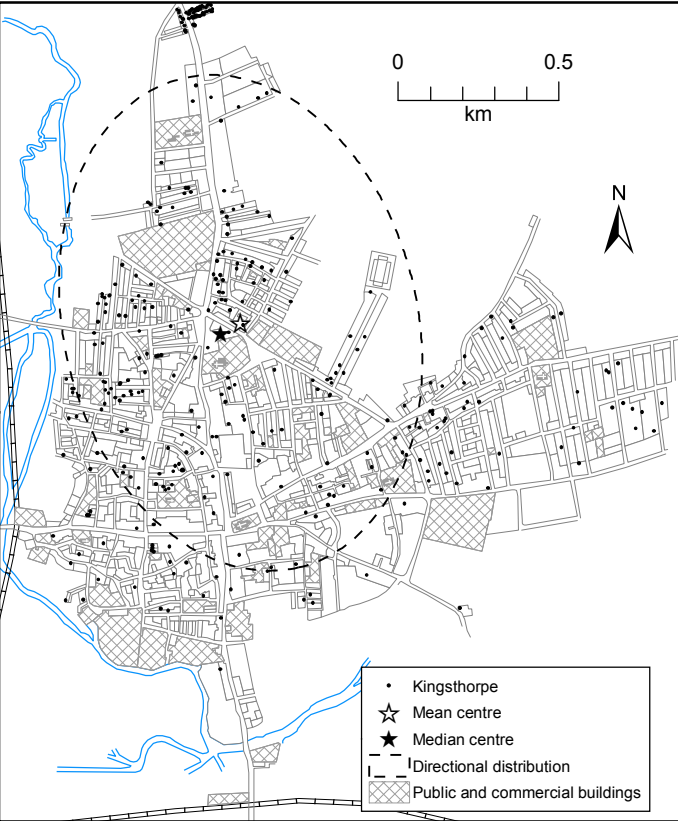 0 0.5
km
N
Kingsthorpe
Mean centre
Median centre
Directional distribution
Public and commercial buildings